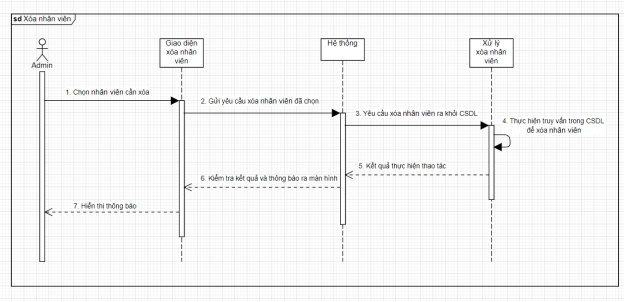 sd Xóa nhân viên
Admin
Giao diện
xóa nhân
viên
Hệ thống
Xử lý
xóa nhân
viên
1. Chọn nhân viên cần xóa
2. Gửi yêu cầu xóa nhân viên đã chọn
3. Yêu cầu xóa nhân viên ra khỏi CSDL
4. Thực hiện truy vấn trong CSDL
để xóa nhân viên
5. Kết quả thực hiện thao tác
6. Kiểm tra kết quả và thông báo ra màn hình
7. Hiển thị thông báo